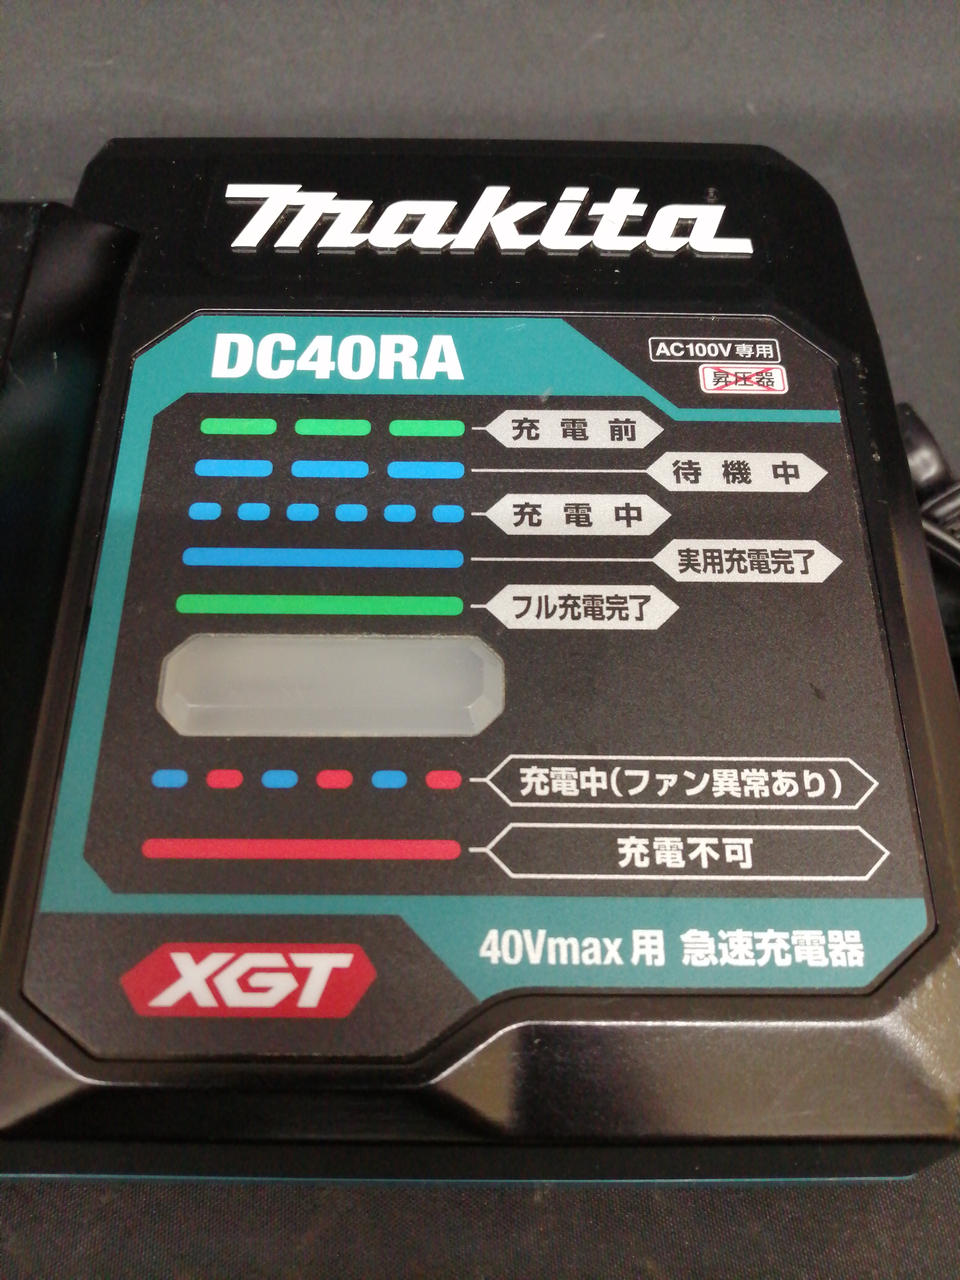 makita
DC40RA
AC100V専用
昇圧器
充電前
待機中
充電中
実用充電完了
フル充電完了
充電中(ファン異常あり)
充電不可
XGT
40Vmax用 急速充電器